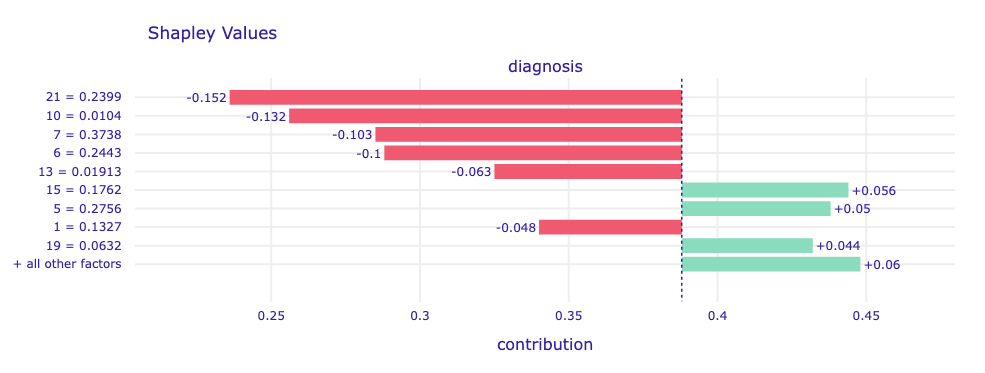 Shapley Values
diagnosis
21 = 0.2399
-0.152
10 = 0.0104
-0.132
7 = 0.3738
-0.103
6 = 0.2443
-0.1
13 = 0.01913
-0.063
15 = 0.1762
+0.056
5 = 0.2756
+0.05
1 = 0.1327
-0.048
19 = 0.0632
+0.044
+ all other factors
+0.06
0.25
0.3
0.35
0.4
0.45
contribution